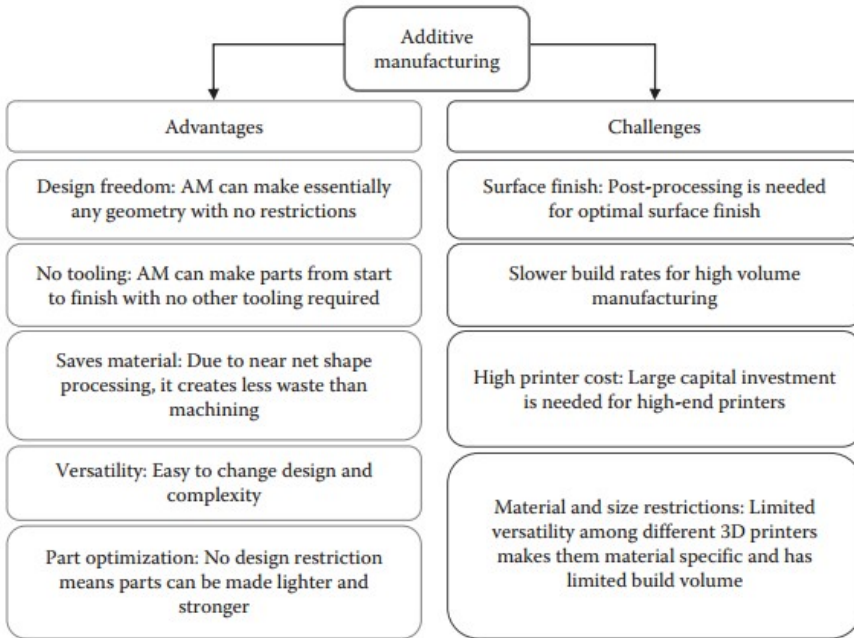 Additive
manufacturing
Advantages
Design freedom: AM can make essentially
any geometry with no restrictions
No tooling: AM can make parts from start
to finish with no other tooling required
Saves material: Due to near net shape
processing, it creates less waste than
machining
Versatility: Easy to change design and
complexity
Part optimization: No design restriction
means parts can be made lighter and
stronger
Challenges
Surface finish: Post-processing is needed
for optimal surface finish
Slower build rates for high volume
manufacturing
High printer cost: Large capital investment
is needed for high-end printers
Material and size restrictions: Limited
versatility among different 3D printers
makes them material specific and has
limited build volume